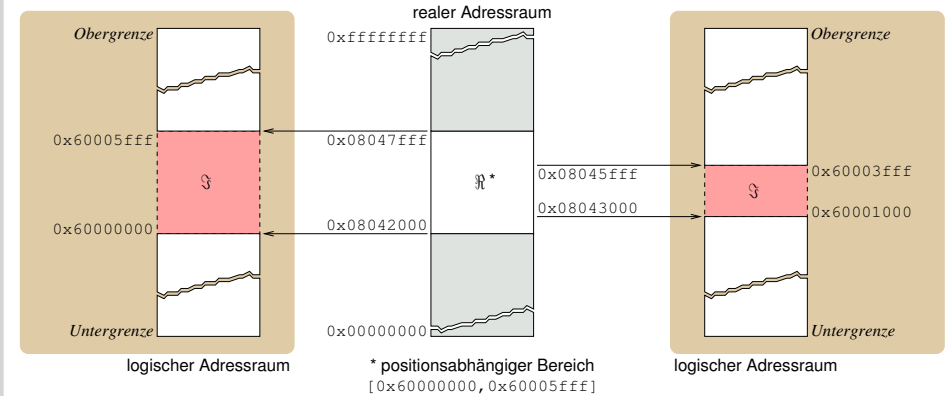 realer Adressraum
Obergrenze
0xffffffff
Obergrenze
0x60005fff
0x08047fff
ℑ
ℜ*
0x08045fff
ℑ
0x60003fff
0x08043000
0x60001000
0x60000000
0x08042000
Untergrenze
0x00000000
Untergrenze
logischer Adressraum
* positionsabhängiger Bereich
logischer Adressraum
[0x60000000,0x60005fff]